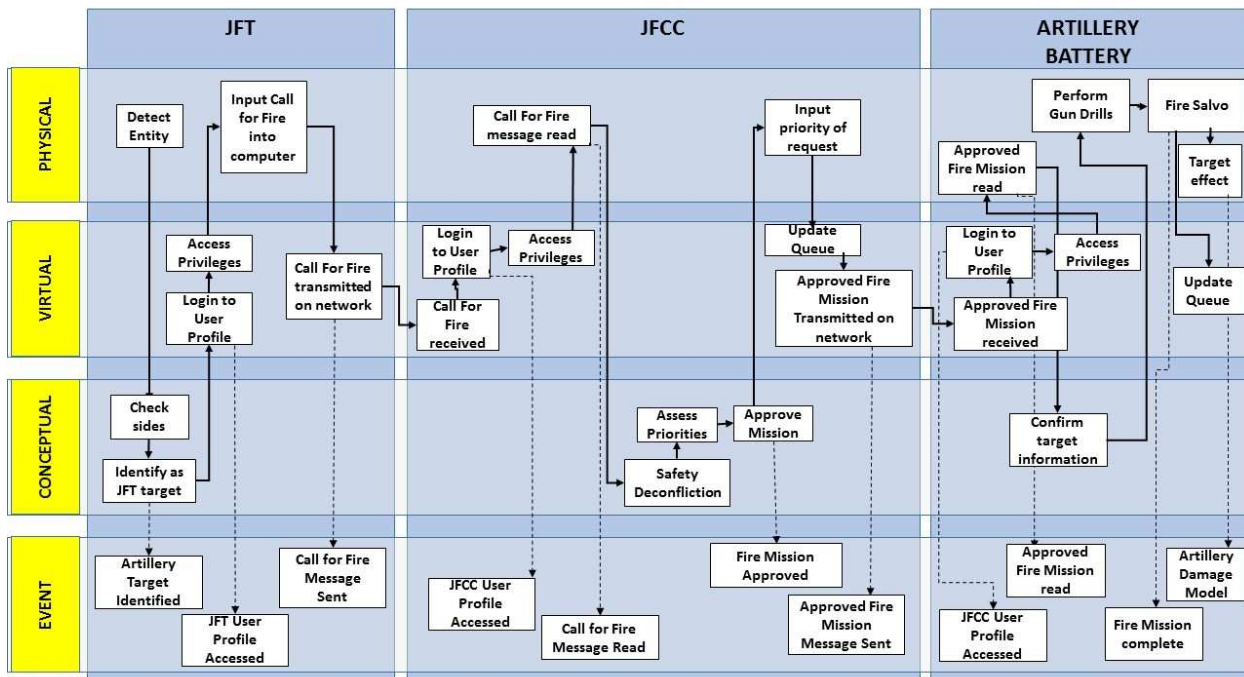 JFT
JFCC
ARTILLERY
BATTERY
PHYSICAL
Detect
Entity
Input Call
for Fire
into
computer
Call For Fire
message read
Input
priority of
request
Perform
Gun Drills
Fire Salvo
Approved
Fire Mission
read
Target
effect
VIRTUAL
Access
Privileges
Login to
User
Profile
Call For Fire
transmitted
on network
Login
to User
Profile
Access
Privileges
Call For
Fire
received
Update
Queue
Approved Fire
Mission
Transmitted on
network
Login to
User
Profile
Access
Privileges
Approved
Fire Mission
received
Update
Queue
CONCEPTUAL
Check
sides
Identify as
JFT target
Assess
Priorities
Approve
Mission
Safety
Deconfliction
Confirm
target
information
EVENT
Artillery
Target
Identified
JFT User
Profile
Accessed
Call for Fire
Message
Sent
JFCC User
Profile
Accessed
Call for Fire
Message Read
Fire Mission
Approved
Approved Fire
Mission
Message Sent
Approved
Fire Mission
read
JFCC User
Profile
Accessed
Fire Mission
complete
Artillery
Damage
Model